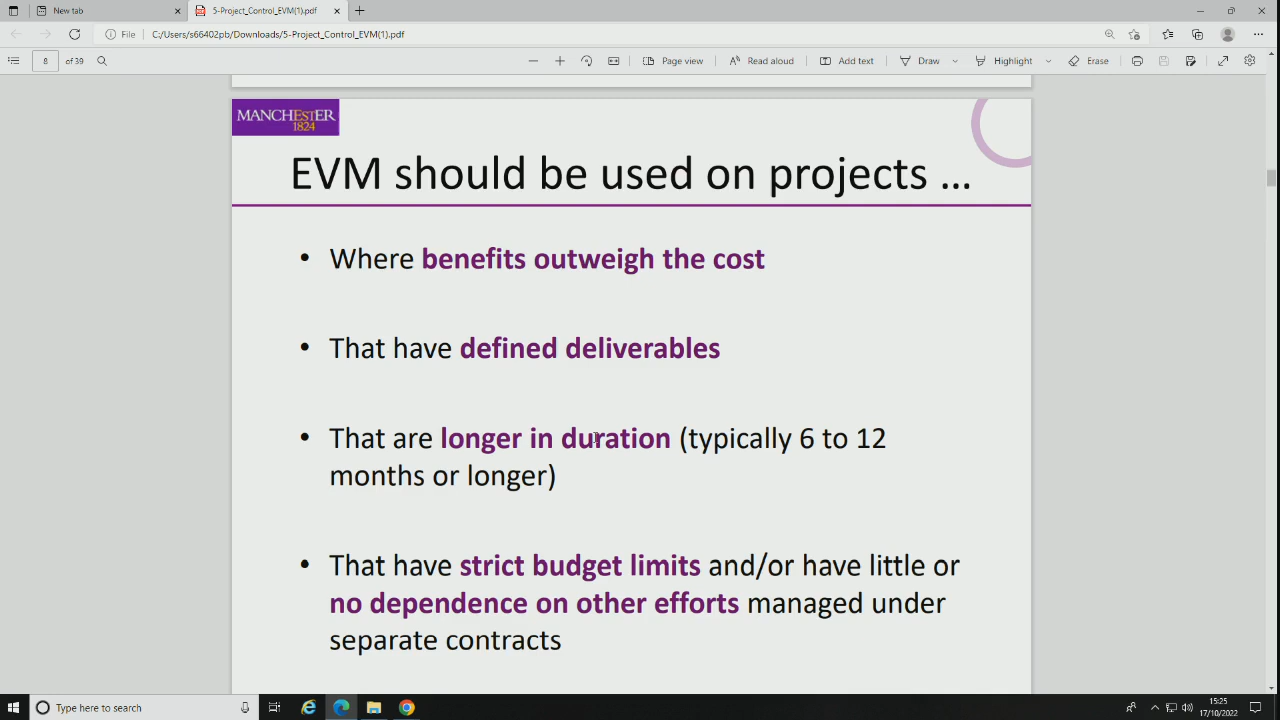 New tab
5-Project_Control_EVM(1).pdf
File
C:/Users/s66402pb/Downloads/5-Project_Control_EVM(1).pdf
8 of 39
Page view
Read aloud
Add text
Draw
Highlight
Erase
MANCHESTER
1824
EVM should be used on projects ...
• Where benefits outweigh the cost
• That have defined deliverables
• That are longer in duration (typically 6 to 12
months or longer)
• That have strict budget limits and/or have little or
no dependence on other efforts managed under
separate contracts
Type here to search
15:25
17/10/2022